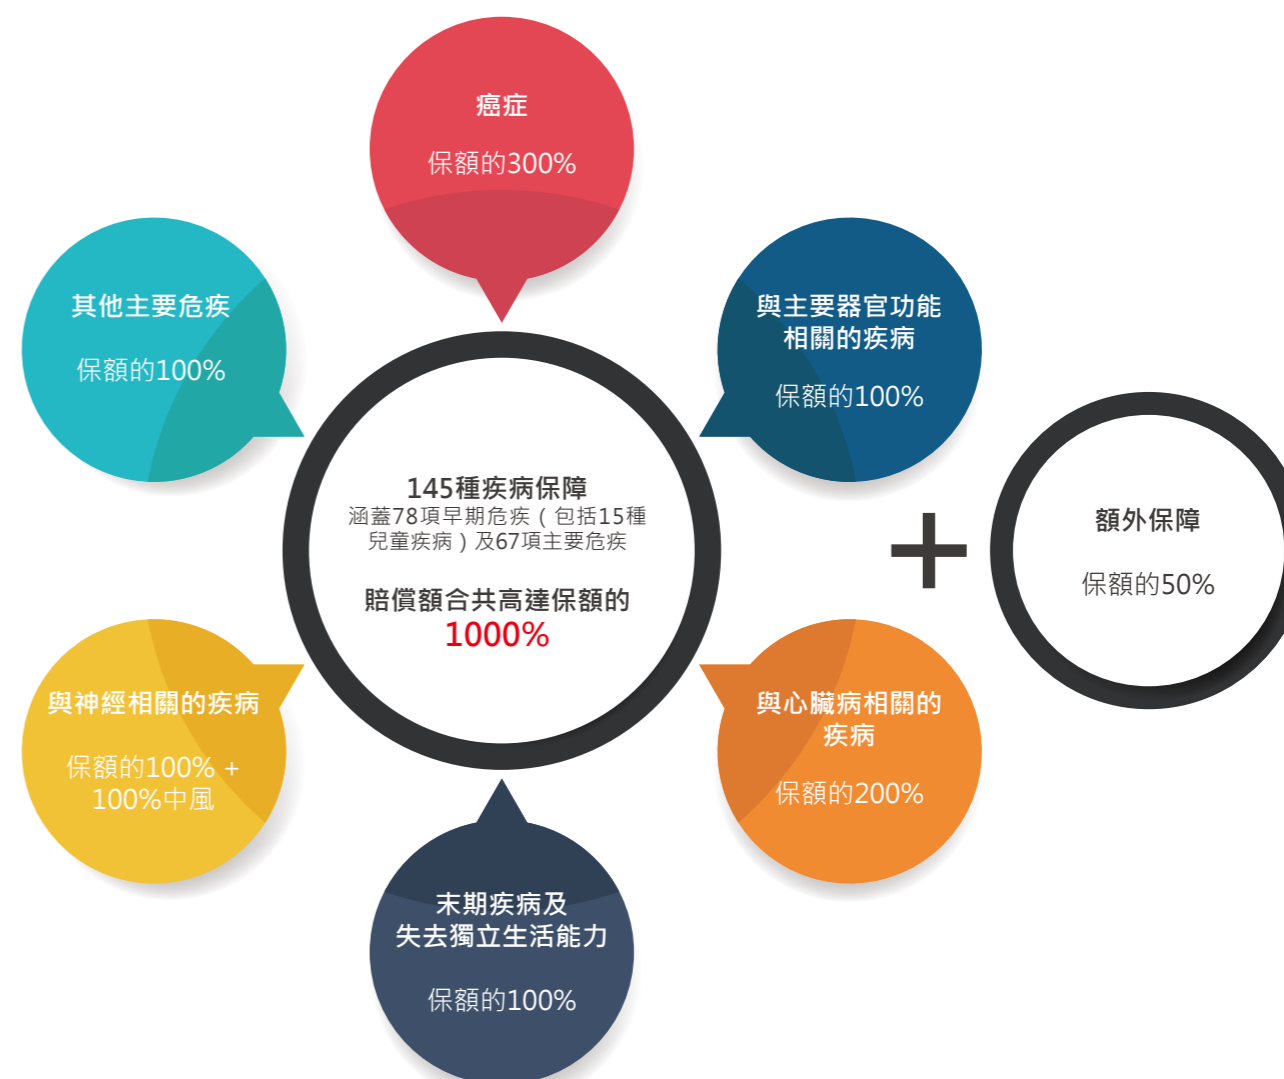 癌症
保額的300%
其他主要危疾
保額的100%
與主要器官功能
相關的疾病
保額的100%
145種疾病保障
涵蓋78項早期危疾（包括15種
兒童疾病）及67項主要危疾
賠償額合共高達保額的
1000%
+
額外保障
保額的50%
與神經相關的疾病
保額的100% +
100%中風
與心臟病相關的
疾病
保額的200%
末期疾病及
失去獨立生活能力
保額的100%